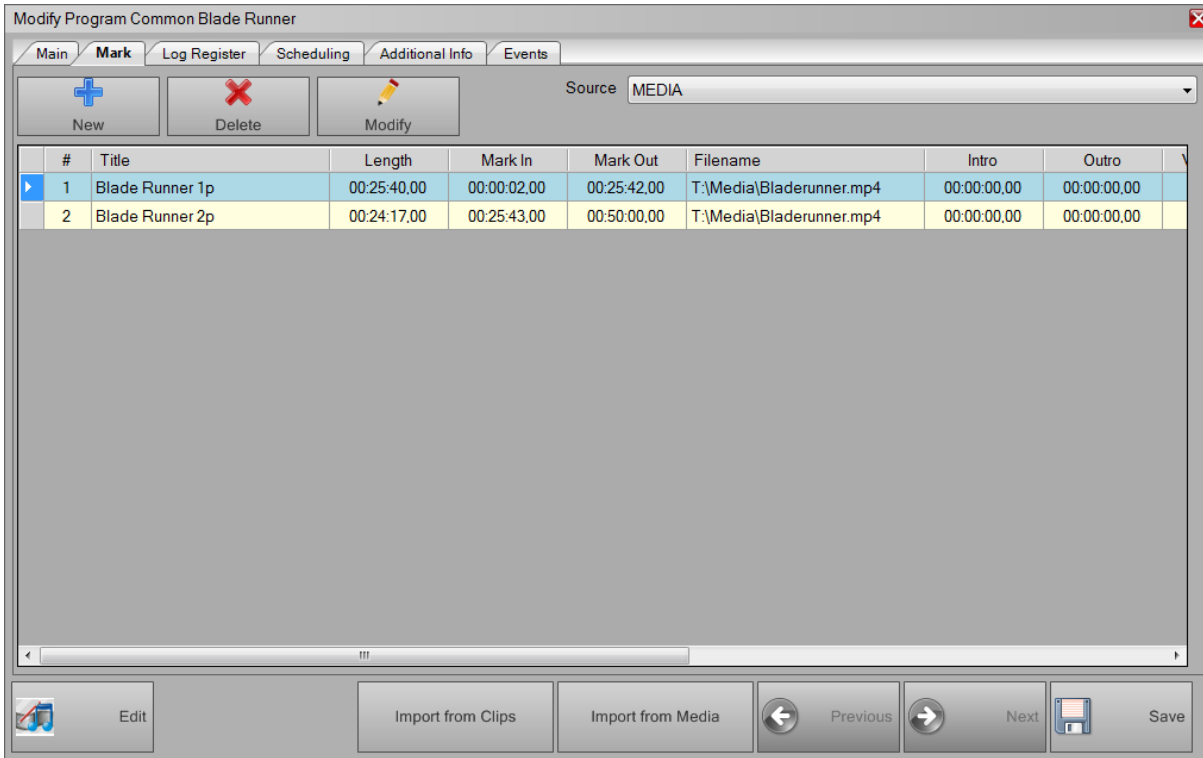 Modify Program Common Blade Runner
Main Mark Log Register Scheduling Additional Info Events
New Delete Modify Source MEDIA
# Title Length Mark In Mark Out Filename Intro Outro
1 Blade Runner 1p 00:25:40,00 00:00:02,00 00:25:42,00 T:\Media\Bladerunner.mp4 00:00:00,00 00:00:00,00
2 Blade Runner 2p 00:24:17,00 00:25:43,00 00:50:00,00 T:\Media\Bladerunner.mp4 00:00:00,00 00:00:00,00
Edit Import from Clips Import from Media Previous Next Save